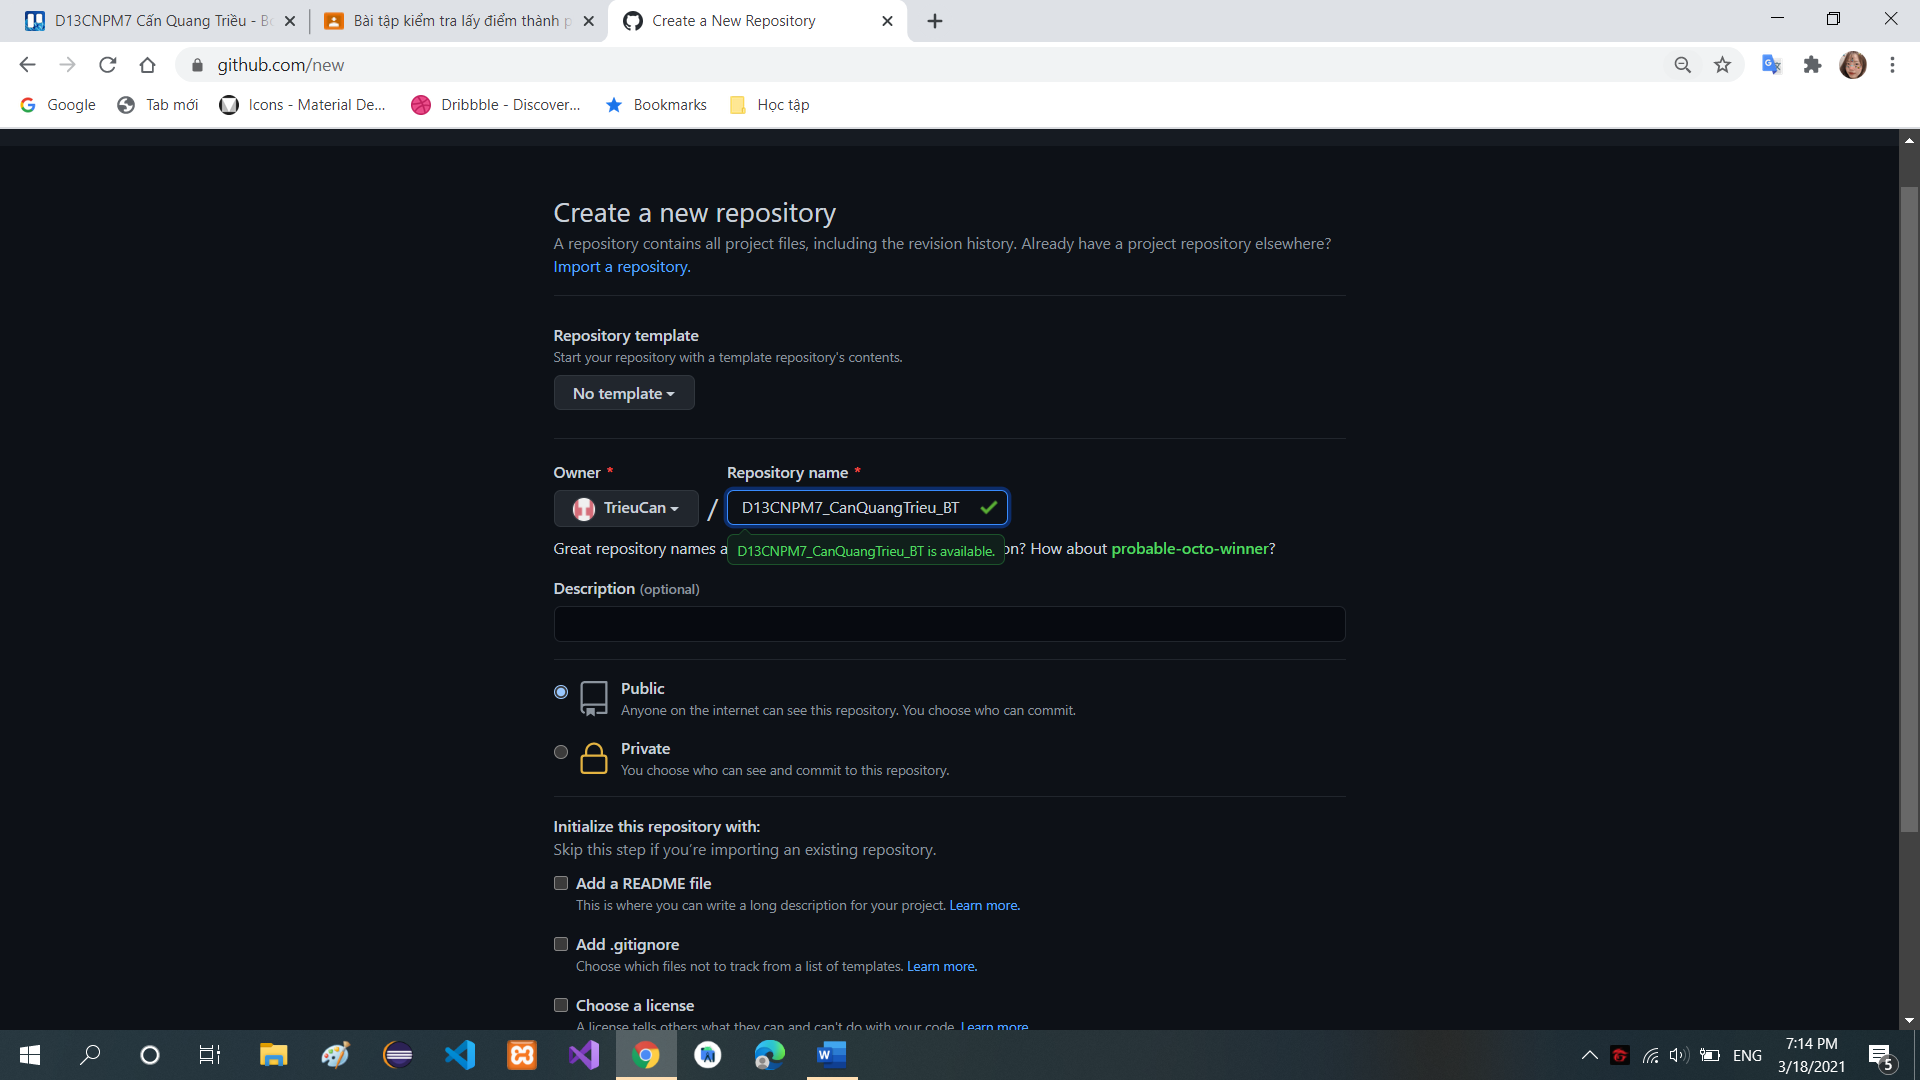 D13CNPM7 Cấn Quang Triều - Bo
Bài tập kiểm tra lấy điểm thành p
Create a New Repository
github.com/new
Google
Tab mới
Icons - Material De...
Dribbble - Discover...
Bookmarks
Học tập
Create a new repository
A repository contains all project files, including the revision history. Already have a project repository elsewhere?
Import a repository.
Repository template
Start your repository with a template repository's contents.
No template
Owner *
Repository name *
TrieuCan
/
D13CNPM7_CanQuangTrieu_BT
Great repository names a
D13CNPM7_CanQuangTrieu_BT is available.
on? How about probable-octo-winner?
Description (optional)
Public
Anyone on the internet can see this repository. You choose who can commit.
Private
You choose who can see and commit to this repository.
Initialize this repository with:
Skip this step if you're importing an existing repository.
Add a README file
This is where you can write a long description for your project. Learn more.
Add .gitignore
Choose which files not to track from a list of templates. Learn more.
Choose a license
A license tells others what they can and can't do with your code. Learn more.
ENG
7:14 PM
3/18/2021
5